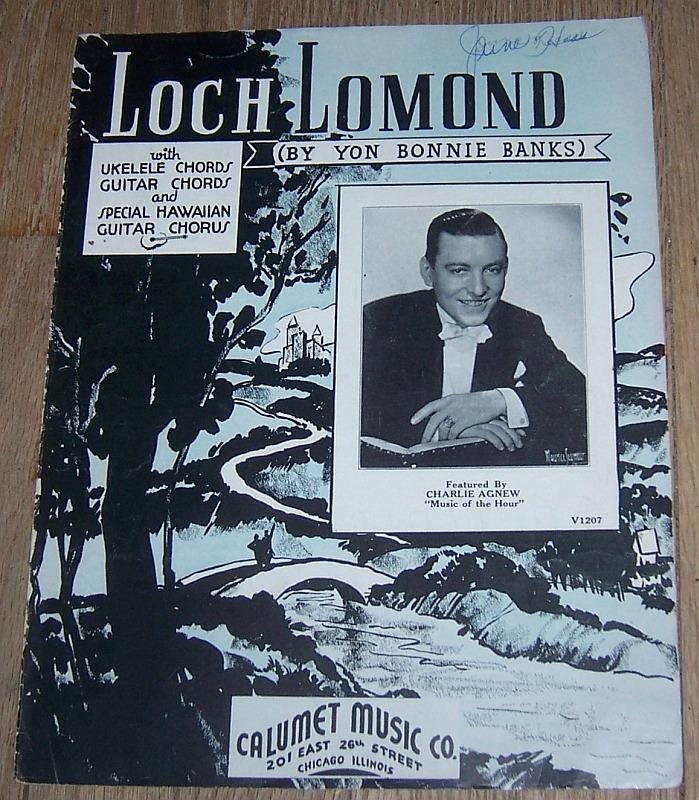 June
LOCH LOMOND
(BY YON BONNIE BANKS)
with
UKELELE CHORDS
GUITAR CHORDS
and
SPECIAL HAWAIIAN
GUITAR CHORUS
Featured By
CHARLIE AGNEW
"Music of the Hour"
V1207
CALUMET MUSIC CO.
201 EAST 26th STREET
CHICAGO ILLINOIS